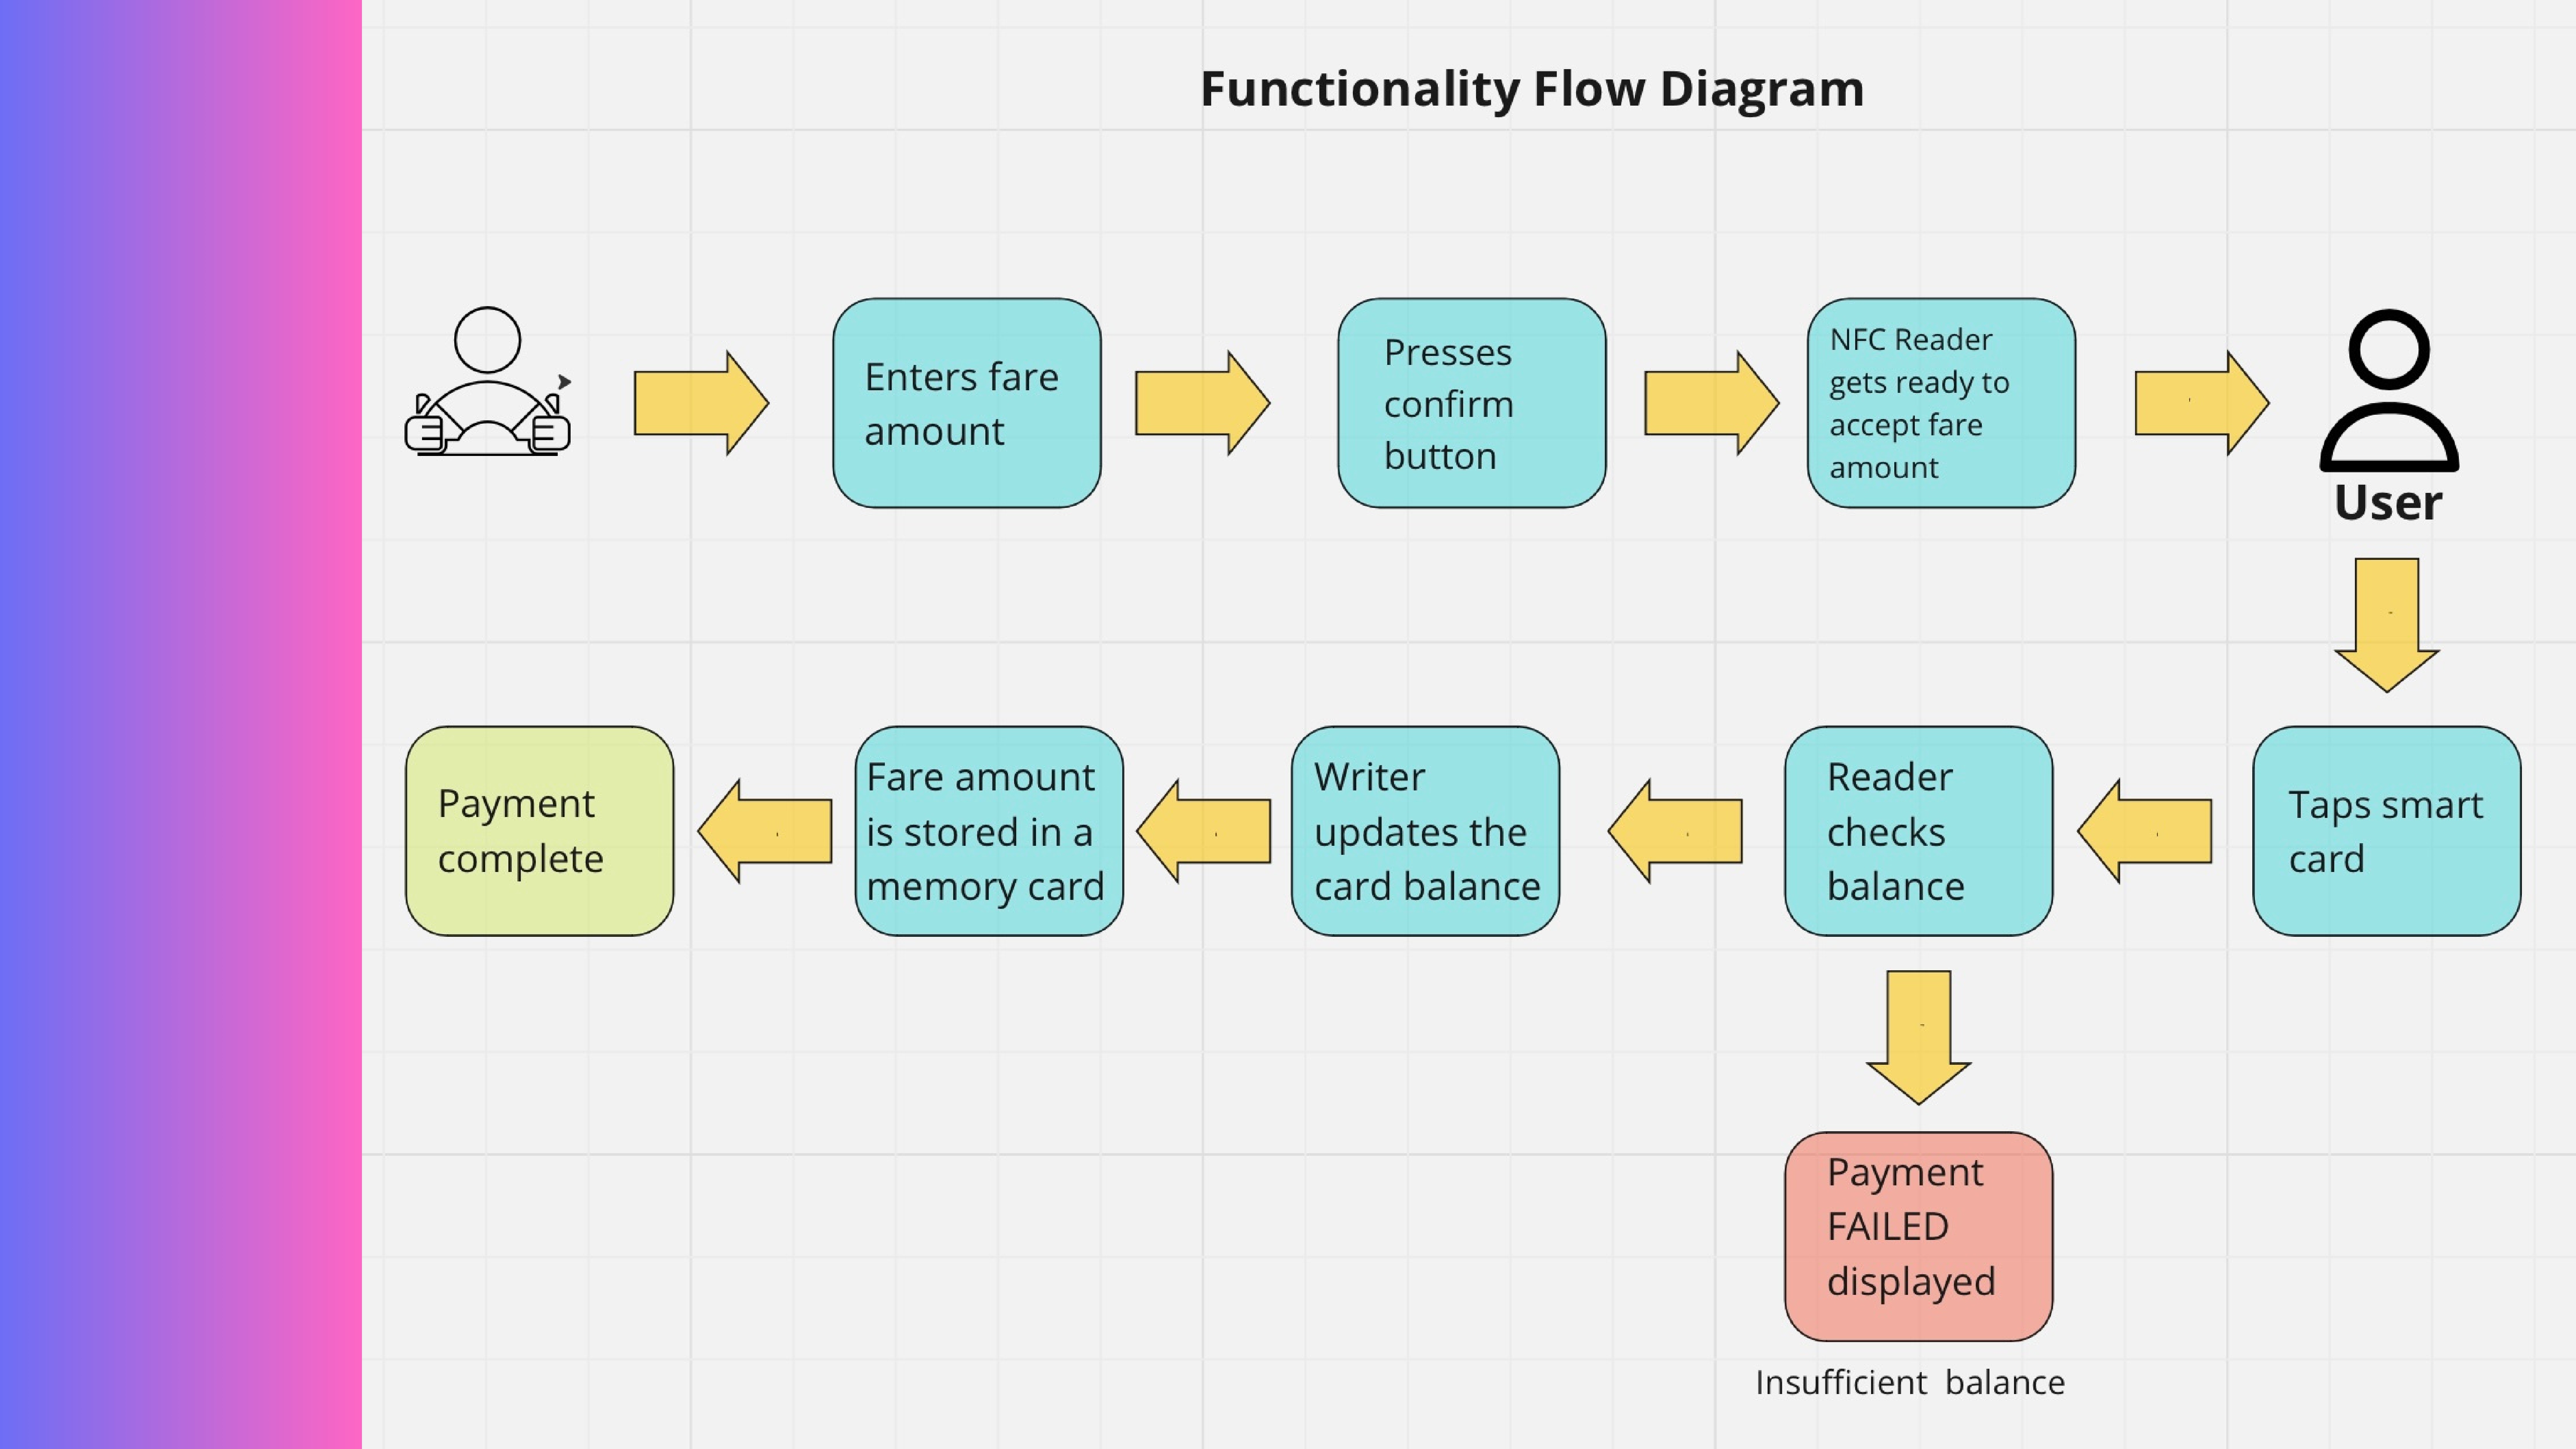 Functionality Flow Diagram
Enters fare
amount
Presses
confirm
button
NFC Reader
gets ready to
accept fare
amount
User
Taps smart
card
Reader
checks
balance
Writer
updates the
card balance
Fare amount
is stored in a
memory card
Payment
complete
Payment
FAILED
displayed
Insufficient  balance